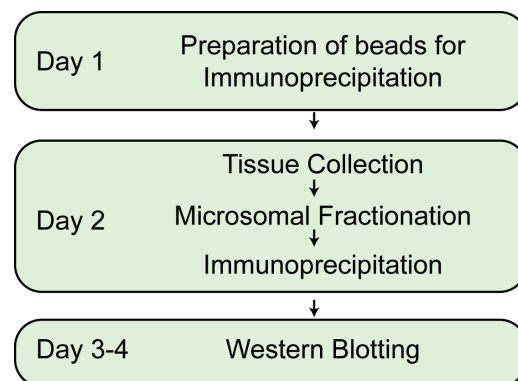 Day 1
Preparation of beads for
Immunoprecipitation
Day 2
Tissue Collection
Microsomal Fractionation
Immunoprecipitation
Day 3-4
Western Blotting